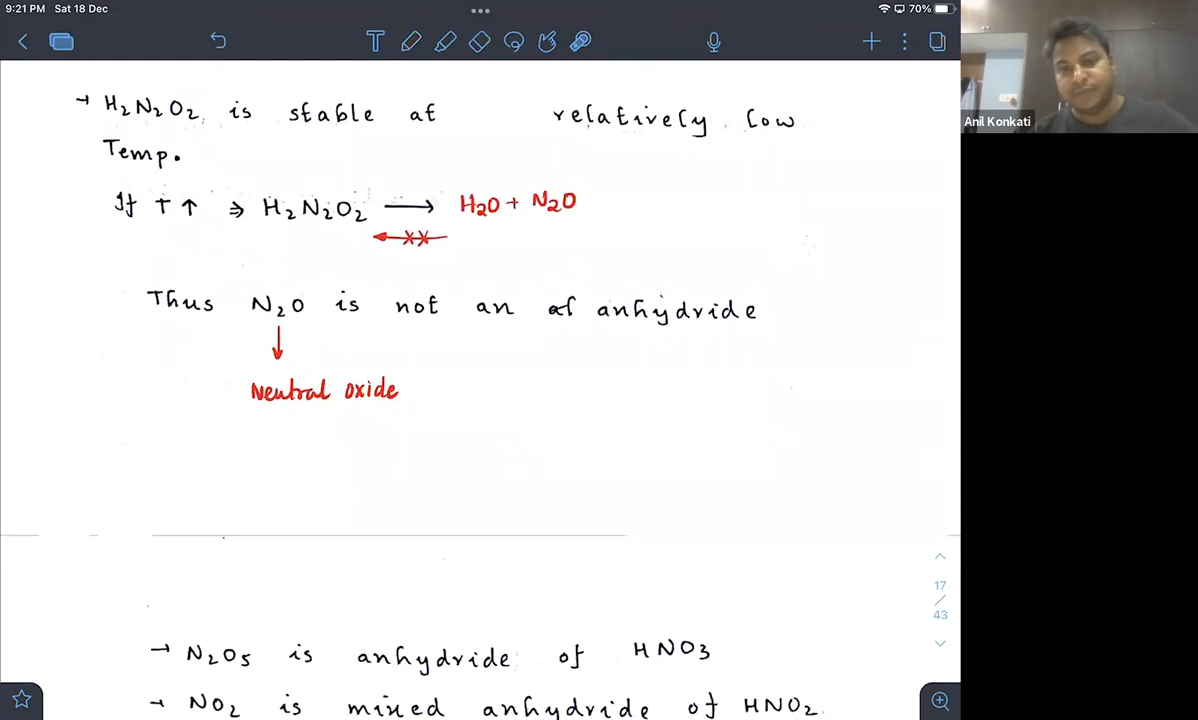 9:21 PM Sat 18 Dec
70%
→ H₂N₂O₂, is stable at relatively low
Temp.
If T ↑ ⇒ H₂N₂O₂ → H₂O + N₂O
Thus N₂O is not an of anhydride
Neutral oxide
→ N₂O₅ is anhydride of HNO₃
→ NO₂ is mixed anhydride of HNO₂
17
/
43
Anil Konkati